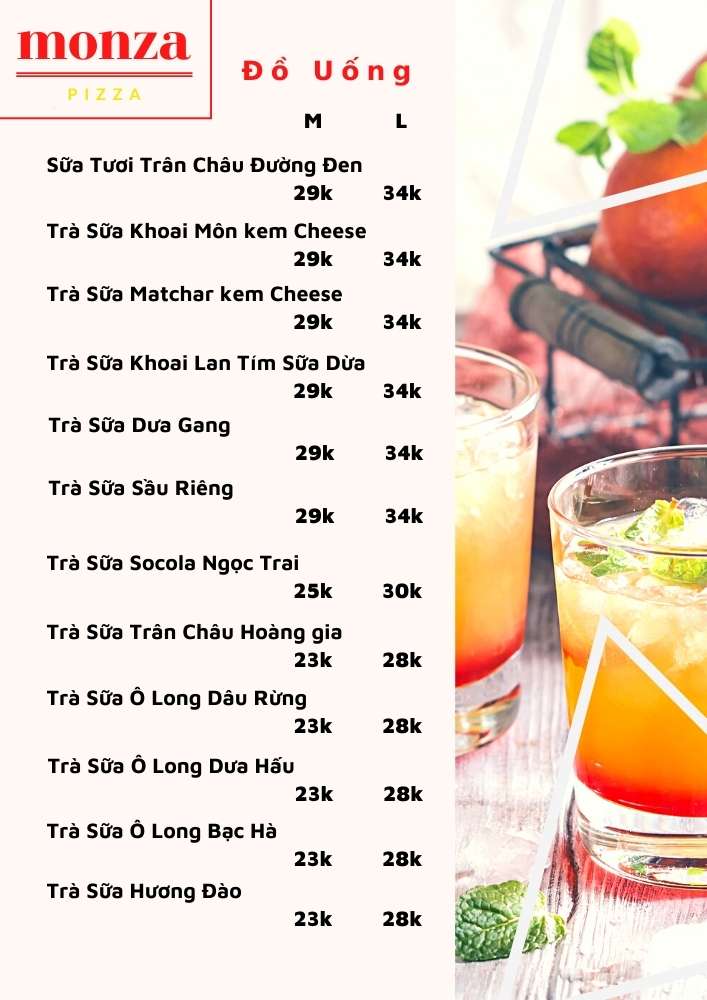 monza
PIZZA
Đồ Uống
M L
Sữa Tươi Trân Châu Đường Đen
29k 34k
Trà Sữa Khoai Môn kem Cheese
29k 34k
Trà Sữa Matchar kem Cheese
29k 34k
Trà Sữa Khoai Lan Tím Sữa Dừa
29k 34k
Trà Sữa Dưa Gang
29k 34k
Trà Sữa Sầu Riêng
29k 34k
Trà Sữa Socola Ngọc Trai
25k 30k
Trà Sữa Trân Châu Hoàng gia
23k 28k
Trà Sữa Ô Long Dâu Rừng
23k 28k
Trà Sữa Ô Long Dưa Hấu
23k 28k
Trà Sữa Ô Long Bạc Hà
23k 28k
Trà Sữa Hương Đào
23k 28k